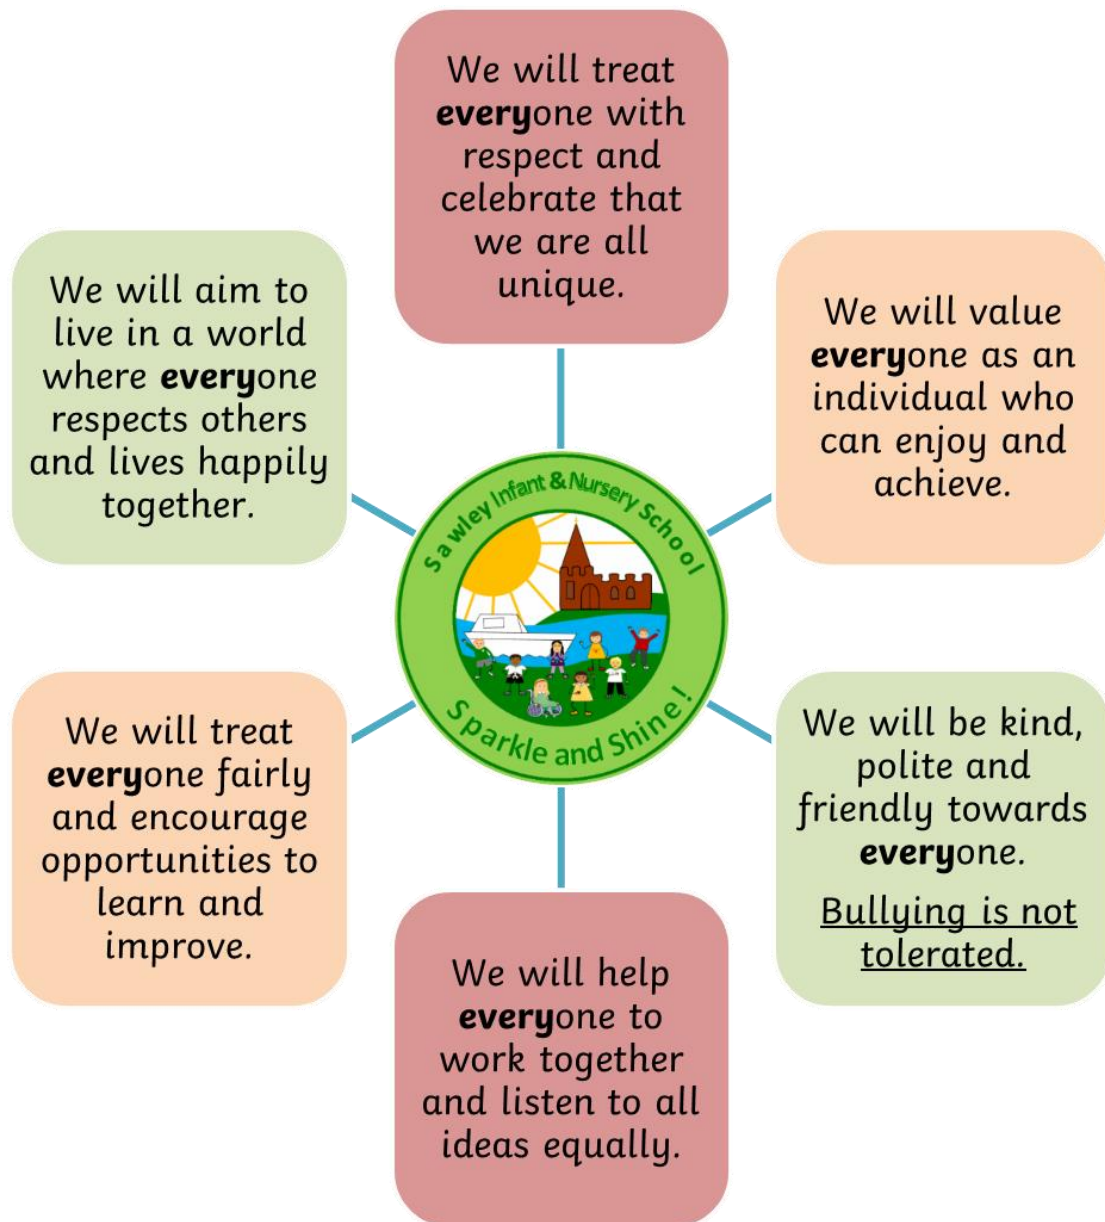 We will treat
everyone with
respect and
celebrate that
we are all
unique.
We will value
everyone as an
individual who
can enjoy and
achieve.
We will be kind,
polite and
friendly towards
everyone.
Bullying is not
tolerated.
We will help
everyone to
work together
and listen to all
ideas equally.
We will treat
everyone fairly
and encourage
opportunities to
learn and
improve.
We will aim to
live in a world
where everyone
respects others
and lives happily
together.
Sawley Infant & Nursery School
Sparkle and Shine!